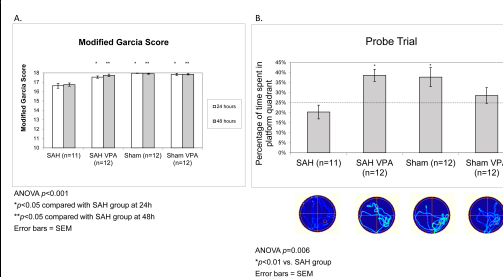 A.
Modified Garcia Score
Modified Garcia Score
18
17
16
15
14
13
12
11
10
* **
* **
* **
SAH (n=11)
SAH VPA
(n=12)
Sham (n=12)
Sham VPA
(n=12)
24 hours
48 hours
ANOVA p<0.001
*p<0.05 compared with SAH group at 24h
**p<0.05 compared with SAH group at 48h
Error bars = SEM
B.
Probe Trial
Percentage of time spent in
platform quadrant
45%
40%
35%
30%
25%
20%
15%
10%
5%
0%
*
*
SAH (n=11)
SAH VPA
(n=12)
Sham (n=12)
Sham VPA
(n=12)
ANOVA p=0.006
*p<0.01 vs. SAH group
Error bars = SEM